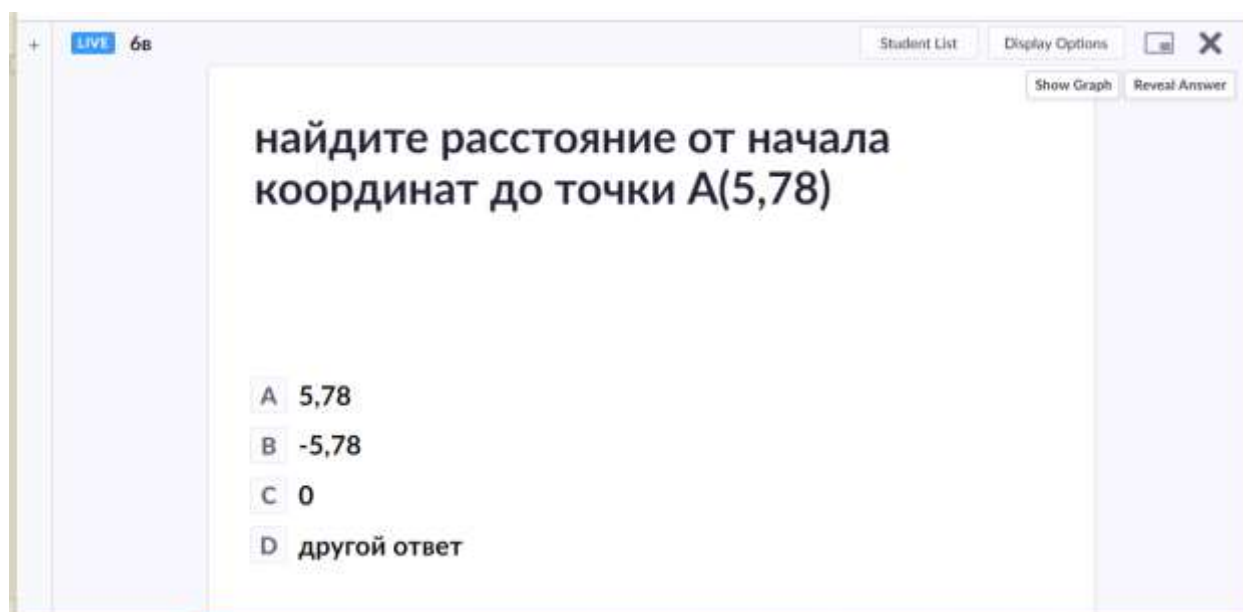 + LIVE 6в Student List Display Options
Show Graph Reveal Answer
найдите расстояние от начала
координат до точки А(5,78)
A 5,78
B -5,78
C 0
D другой ответ